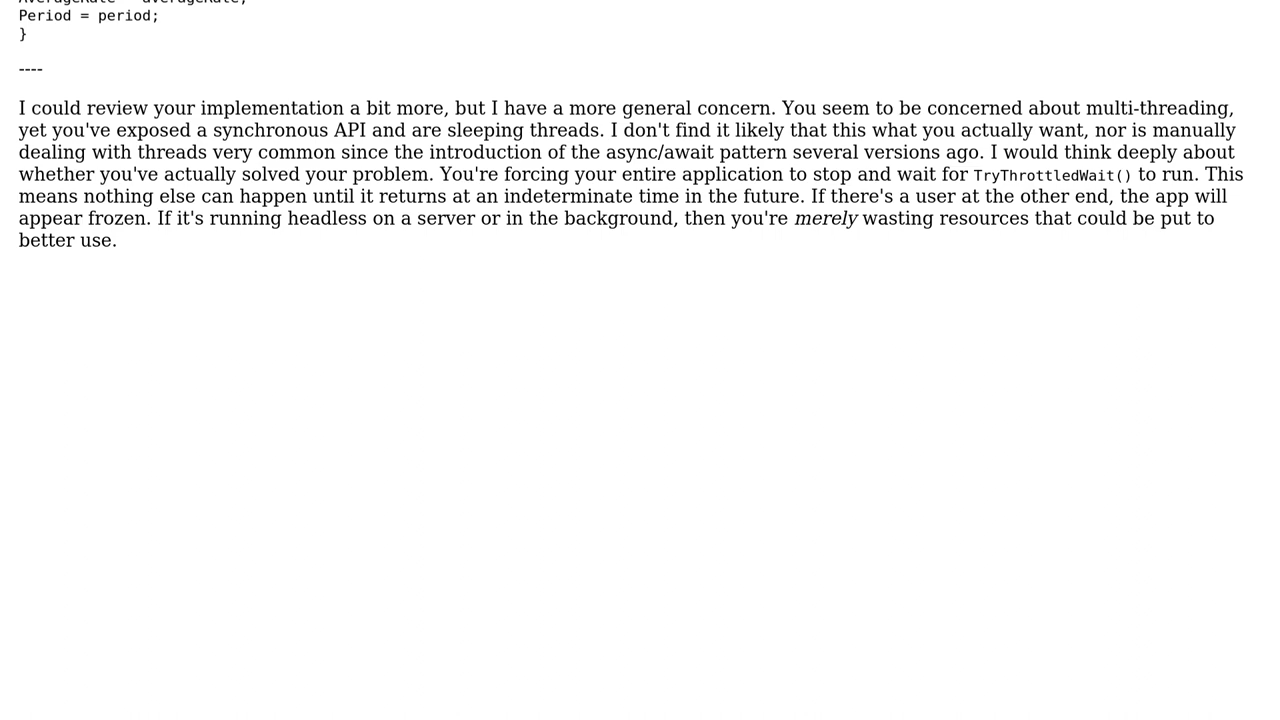 Period = period;
}
----
I could review your implementation a bit more, but I have a more general concern. You seem to be concerned about multi-threading,
yet you've exposed a synchronous API and are sleeping threads. I don't find it likely that this what you actually want, nor is manually
dealing with threads very common since the introduction of the async/await pattern several versions ago. I would think deeply about
whether you've actually solved your problem. You're forcing your entire application to stop and wait for TryThrottledWait() to run. This
means nothing else can happen until it returns at an indeterminate time in the future. If there's a user at the other end, the app will
appear frozen. If it's running headless on a server or in the background, then you're merely wasting resources that could be put to
better use.